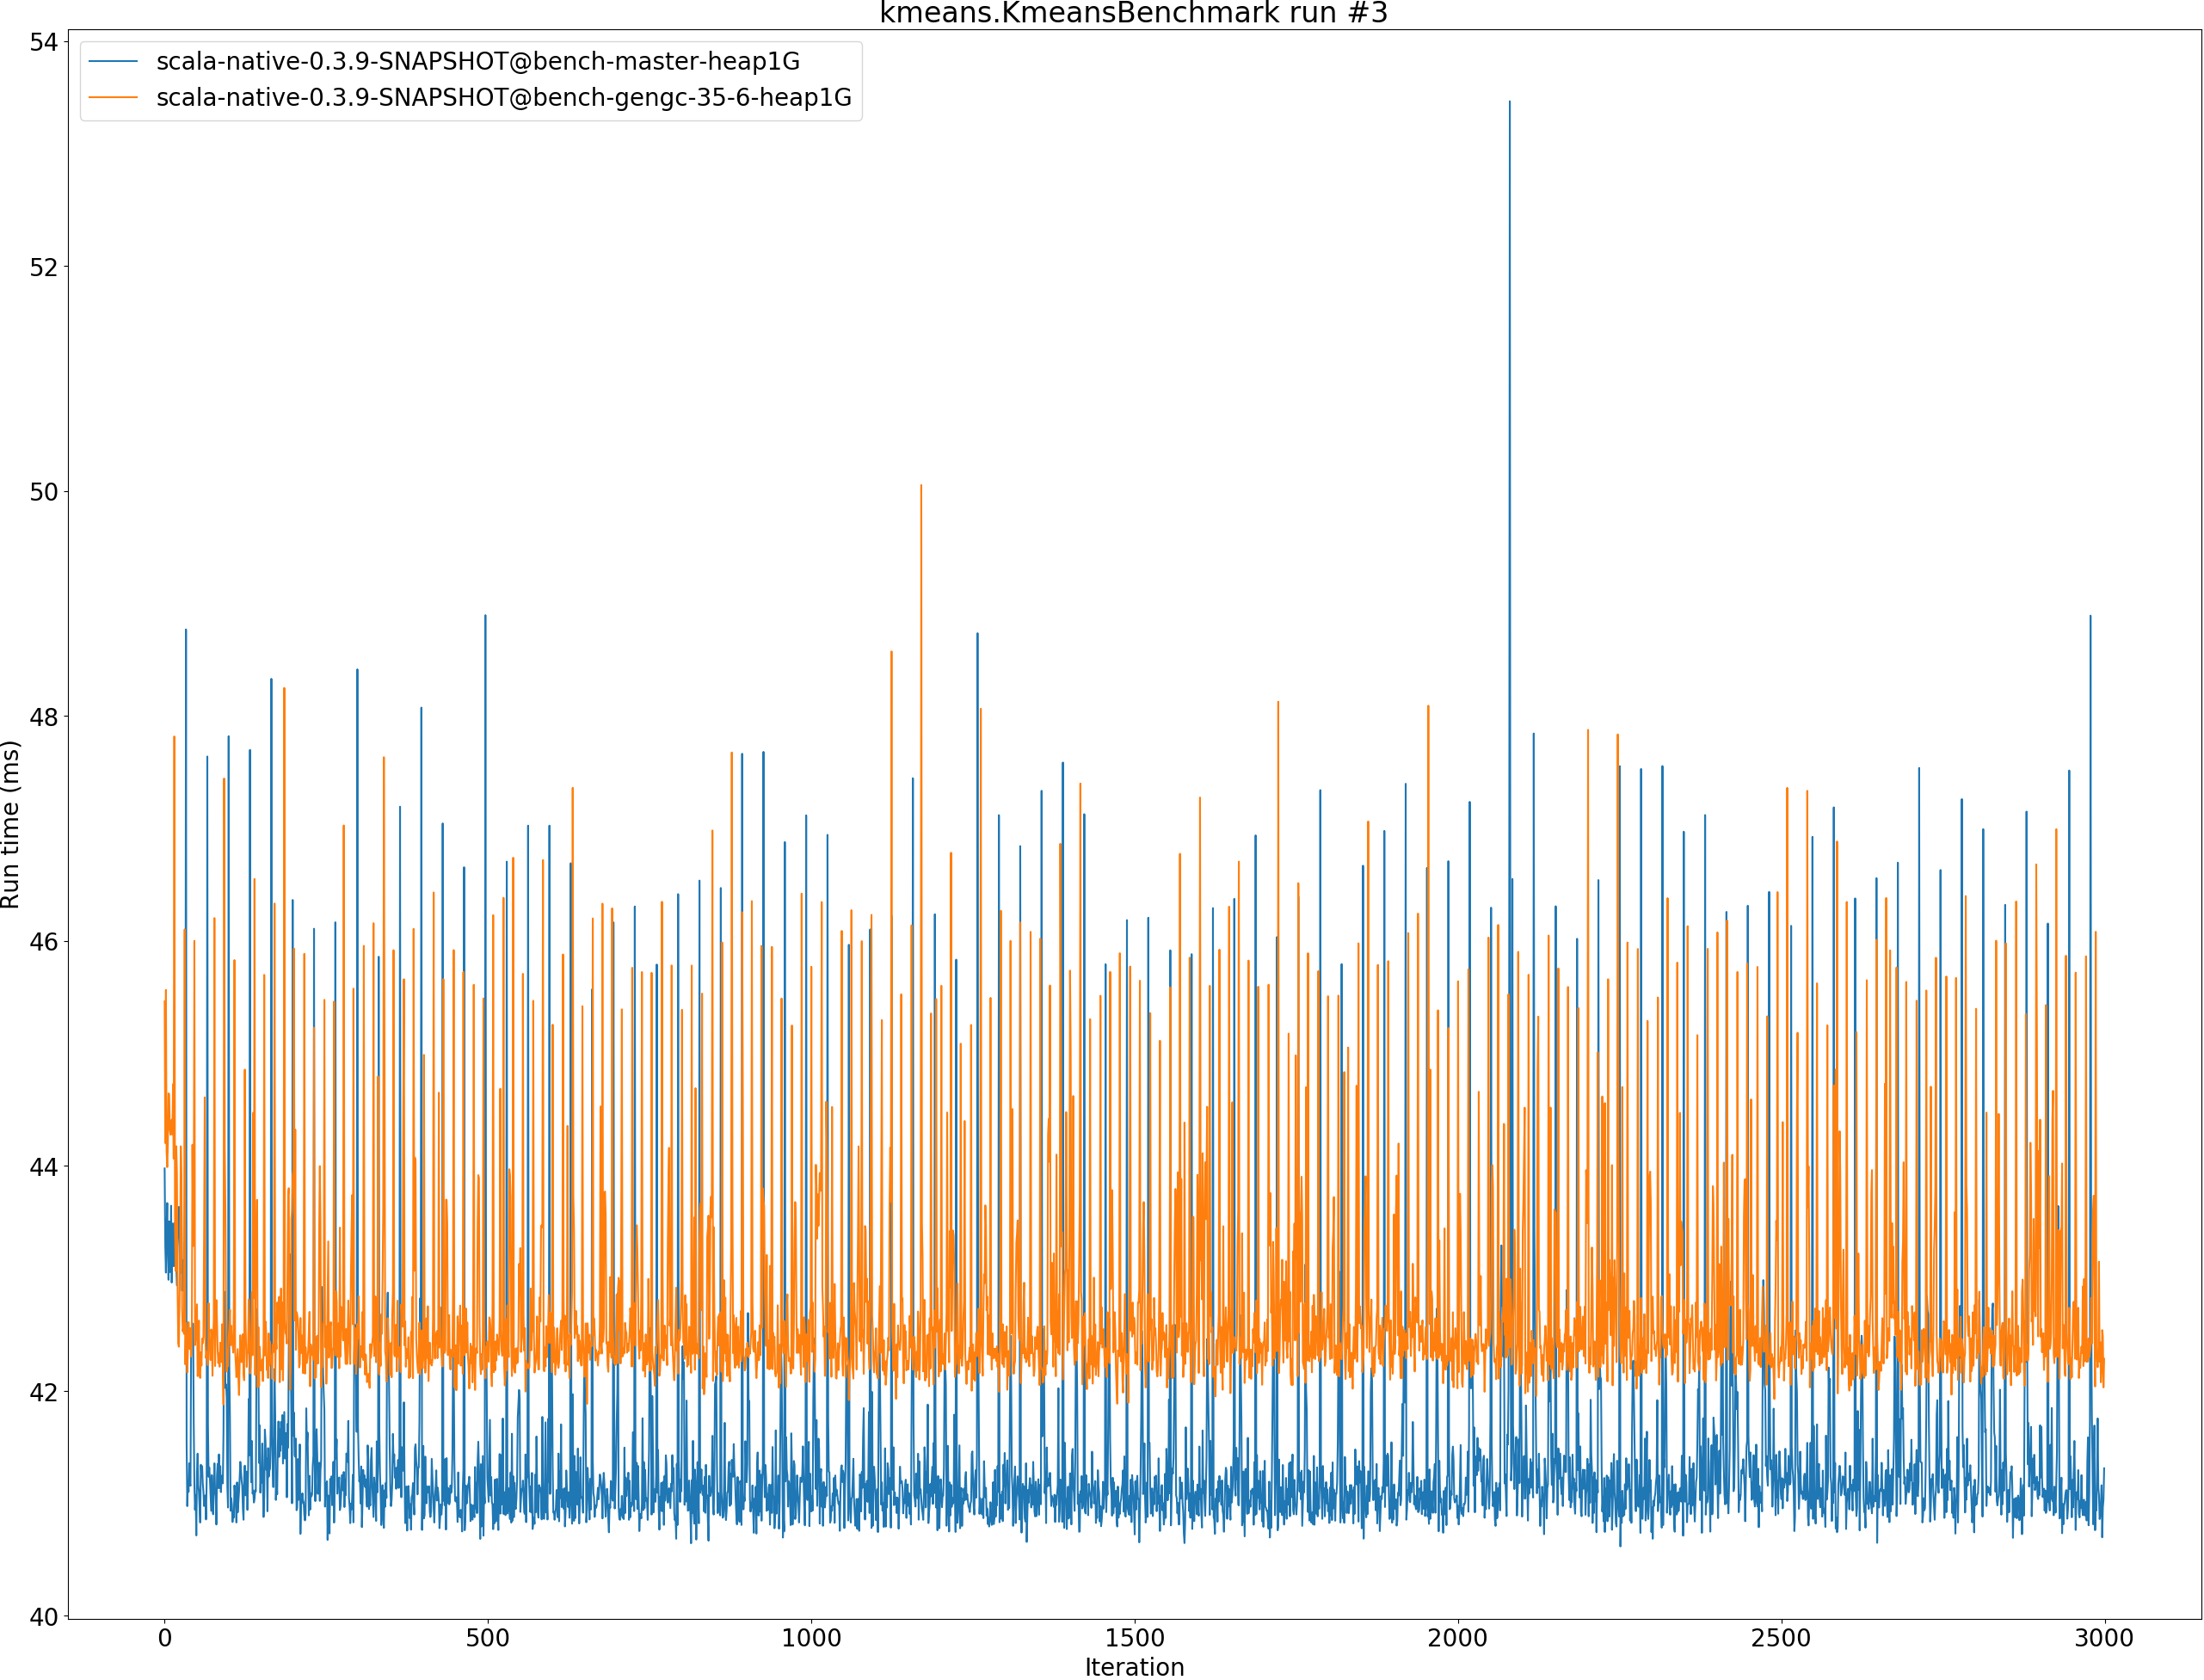 kmeans.KmeansBenchmark run #3
scala-native-0.3.9-SNAPSHOT@bench-master-heap1G
scala-native-0.3.9-SNAPSHOT@bench-gengc-35-6-heap1G
54
52
50
48
46
44
42
40
Run time (ms)
0 500 1000 1500 2000 2500 3000
Iteration